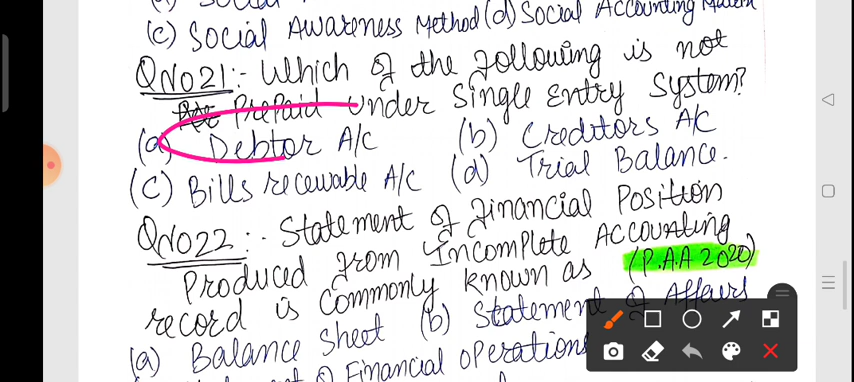 (c) Social Awareness Method (d) Social Accounting
QNo21:- Which of the following is not
Prepaid under Single Entry System?
(a) Debtor A/C (b) Creditors A/C
(c) Bills recevable A/C (d) Trial Balance.
QNo22:- Statement of financial Position
Produced from Incomplete Accounting
record is commonly known as (P.A.A 2020)
(a) Balance Sheet (b) Statement of Affairs
of Financial Operations